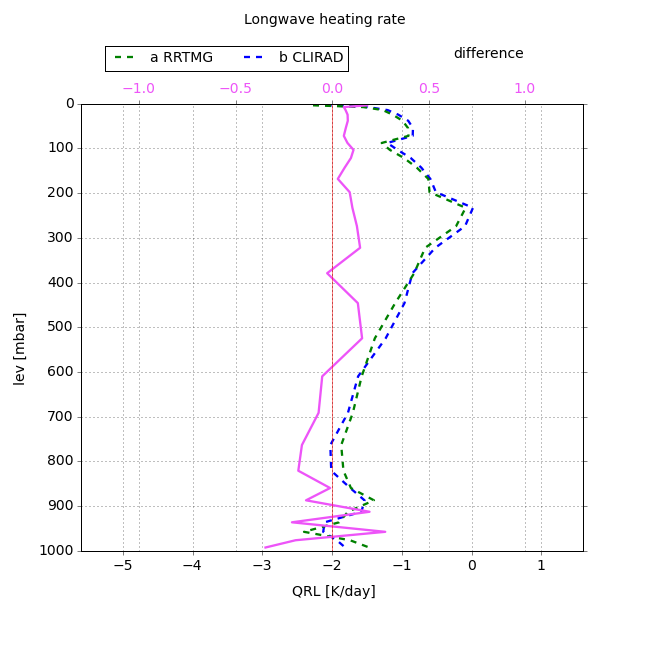 Longwave heating rate
a RRTMG b CLIRAD difference
−1.0 −0.5 0.0 0.5 1.0
0
100
200
300
400
500
600
700
800
900
1000
lev [mbar]
−5 −4 −3 −2 −1 0 1
QRL [K/day]